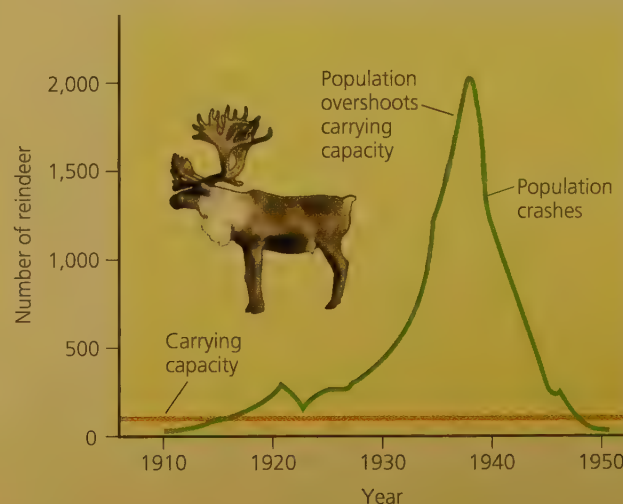 2,000
1,500
1,000
500
0
Number of reindeer
Population
overshoots
carrying
capacity
Population
crashes
Carrying
capacity
1910
1920
1930
1940
1950
Year